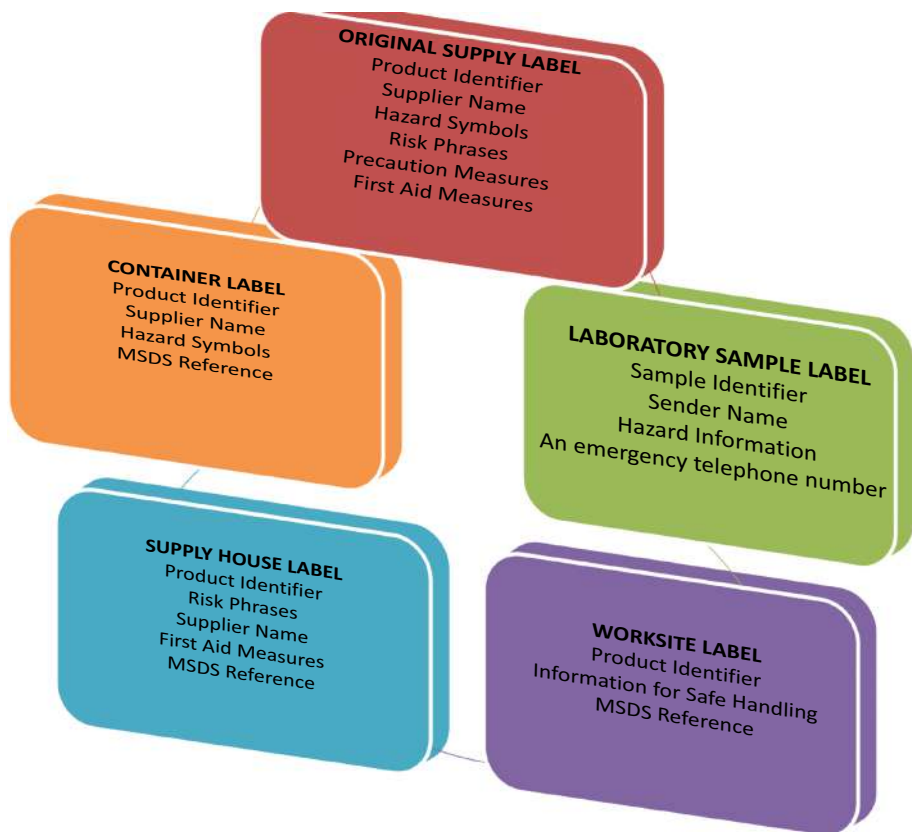 ORIGINAL SUPPLY LABEL
Product Identifier
Supplier Name
Hazard Symbols
Risk Phrases
Precaution Measures
First Aid Measures
CONTAINER LABEL
Product Identifier
Supplier Name
Hazard Symbols
MSDS Reference
LABORATORY SAMPLE LABEL
Sample Identifier
Sender Name
Hazard Information
An emergency telephone number
SUPPLY HOUSE LABEL
Product Identifier
Risk Phrases
Supplier Name
First Aid Measures
MSDS Reference
WORKSITE LABEL
Product Identifier
Information for Safe Handling
MSDS Reference